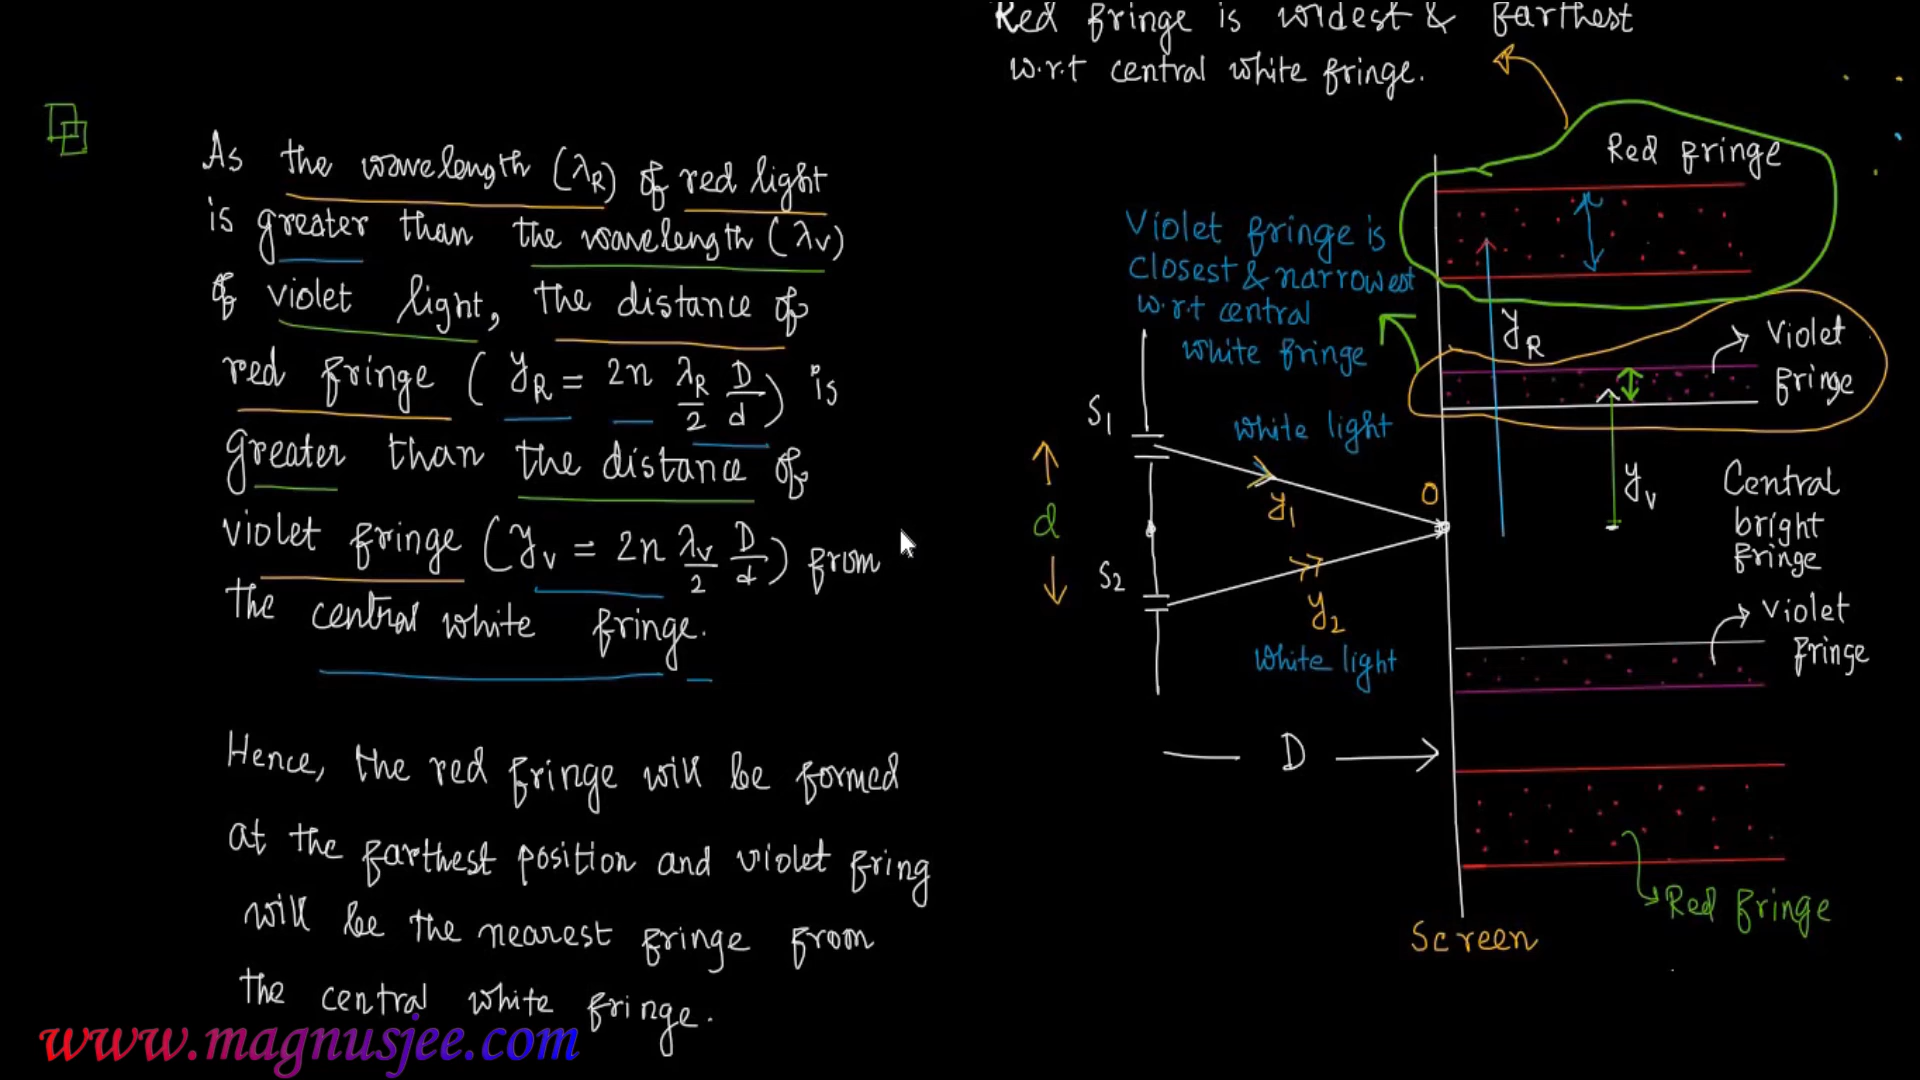 Red fringe is widest & farthest
w.r.t central white fringe.
As the wavelength (λR) of red light
is greater than the wavelength (λv)
of violet light, the distance of
red fringe ( yR = 2n λR/2 D/d ) is
greater than the distance of
violet fringe ( yv = 2n λv/2 D/d ) from
the central white fringe.
Hence, the red fringe will be formed
at the farthest position and violet fring
will be the nearest fringe from
the central white fringe.
Red fringe
Violet fringe is
closest & narrowest
w.r.t central
white fringe
yR
Violet
fringe
S1
white light
y1
O
yv
Central
bright
fringe
d
S2
y2
white light
Violet
fringe
D
Red fringe
Screen
www.magnusjee.com